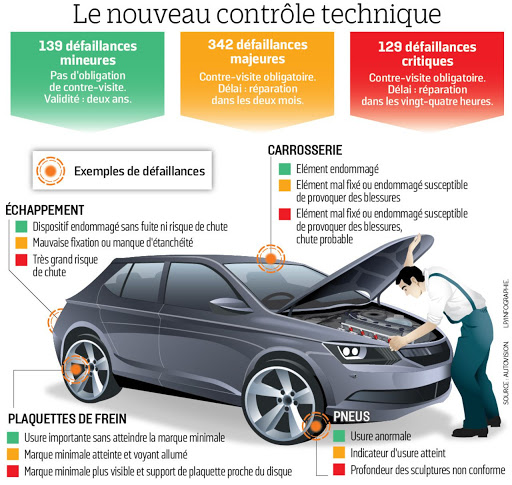 Le nouveau contrôle technique
139 défaillances
mineures
Pas d'obligation
de contre-visite.
Validité : deux ans.
342 défaillances
majeures
Contre-visite obligatoire.
Délai : réparation
dans les deux mois.
129 défaillances
critiques
Contre-visite obligatoire.
Délai : réparation
dans les vingt-quatre heures.
Exemples de défaillances
CARROSSERIE
Elément endommagé
Elément mal fixé ou endommagé susceptible
de provoquer des blessures
Elément mal fixé ou endommagé susceptible
de provoquer des blessures,
chute probable
ÉCHAPPEMENT
Dispositif endommagé sans fuite ni risque de chute
Mauvaise fixation ou manque d'étanchéité
Très grand risque
de chute
PLAQUETTES DE FREIN
Usure importante sans atteindre la marque minimale
Marque minimale atteinte et voyant allumé
Marque minimale plus visible et support de plaquette proche du disque
PNEUS
Usure anormale
Indicateur d'usure atteint
Profondeur des sculptures non conforme
SOURCE : AUTOVISION. LP/INFOGRAPHIE.